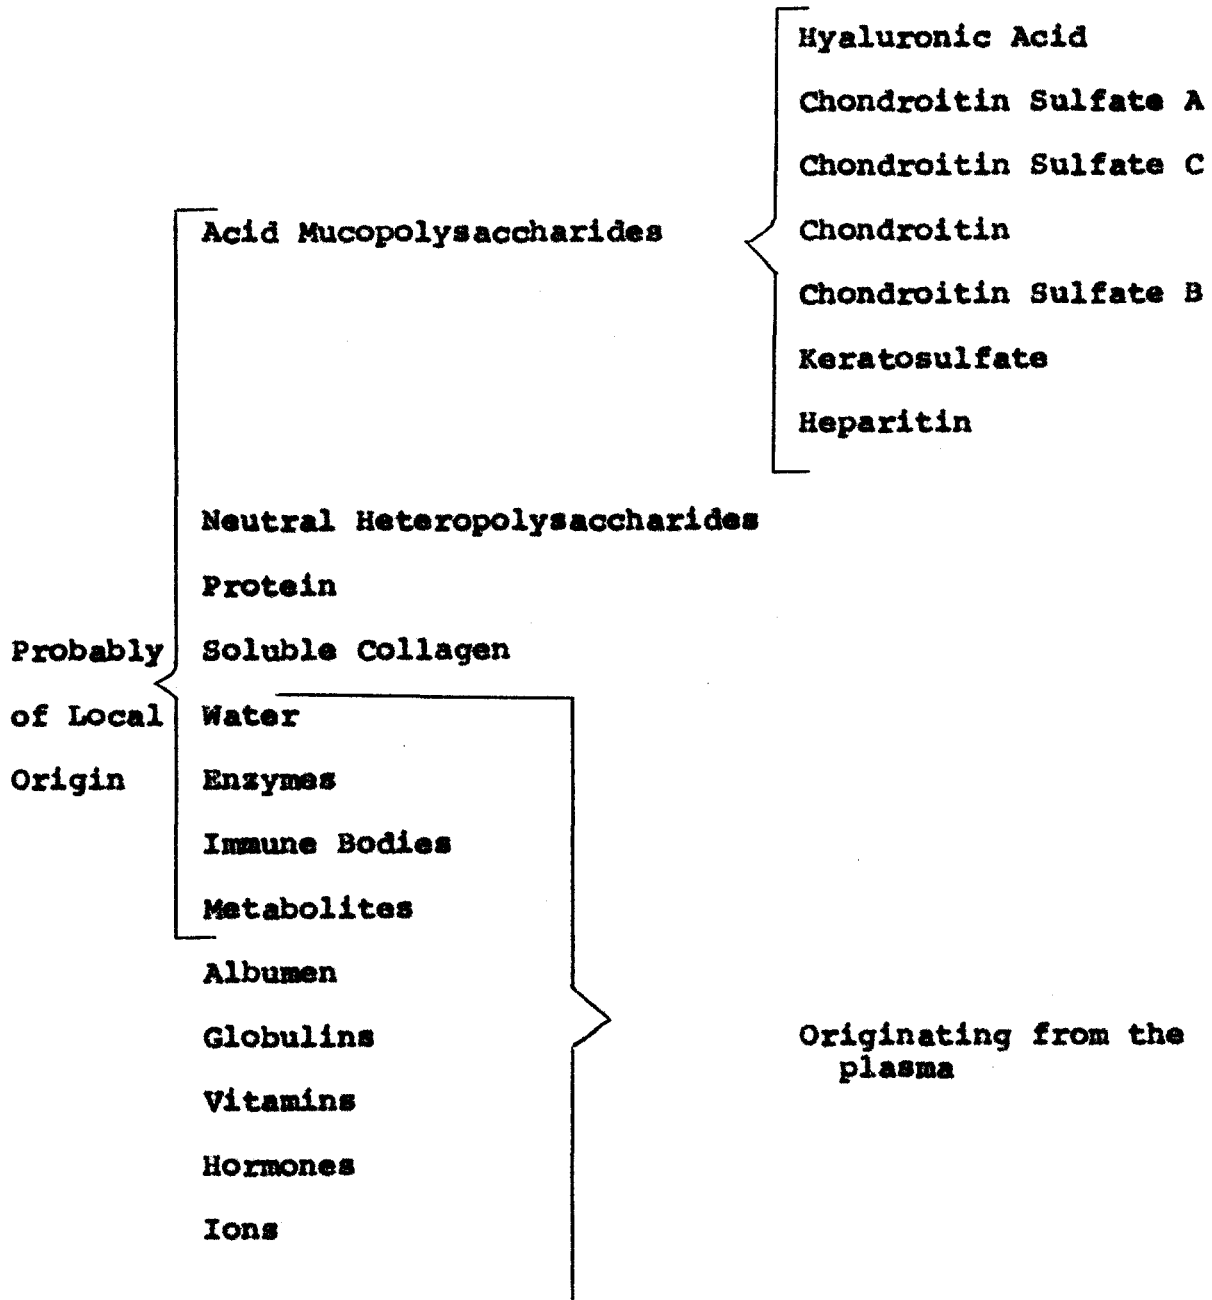 Hyaluronic Acid
Chondroitin Sulfate A
Chondroitin Sulfate C
Acid Mucopolysaccharides
Chondroitin
Chondroitin Sulfate B
Keratosulfate
Heparitin
Neutral Heteropolysaccharides
Protein
Probably
of Local
Origin
Soluble Collagen
Water
Enzymes
Immune Bodies
Metabolites
Albumen
Globulins
Originating from the
plasma
Vitamins
Hormones
Ions